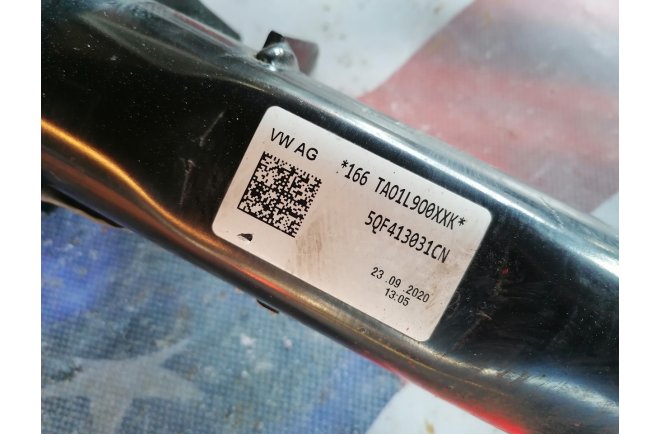 VW AG
*166 TA01L900XXK*
5QF413031CN
23.09.2020
13:05